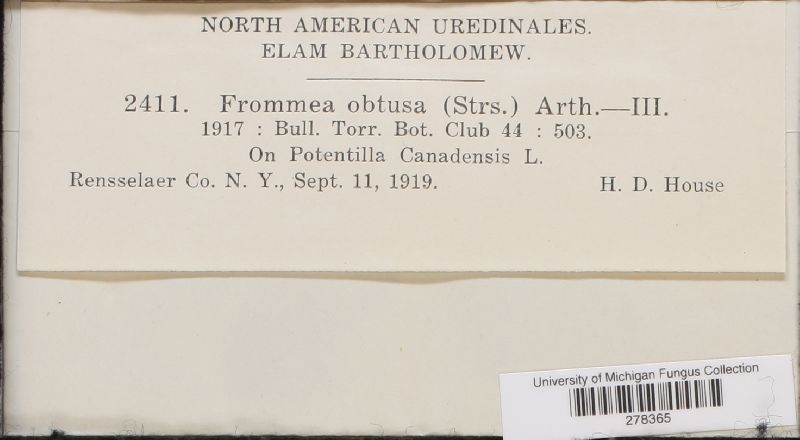 NORTH AMERICAN UREDINALES.
ELAM BARTHOLOMEW.
2411. Frommea obtusa (Strs.) Arth.—III.
1917 : Bull. Torr. Bot. Club 44 : 503.
On Potentilla Canadensis L.
Rensselaer Co. N. Y., Sept. 11, 1919. H. D. House
University of Michigan Fungus Collection
278365